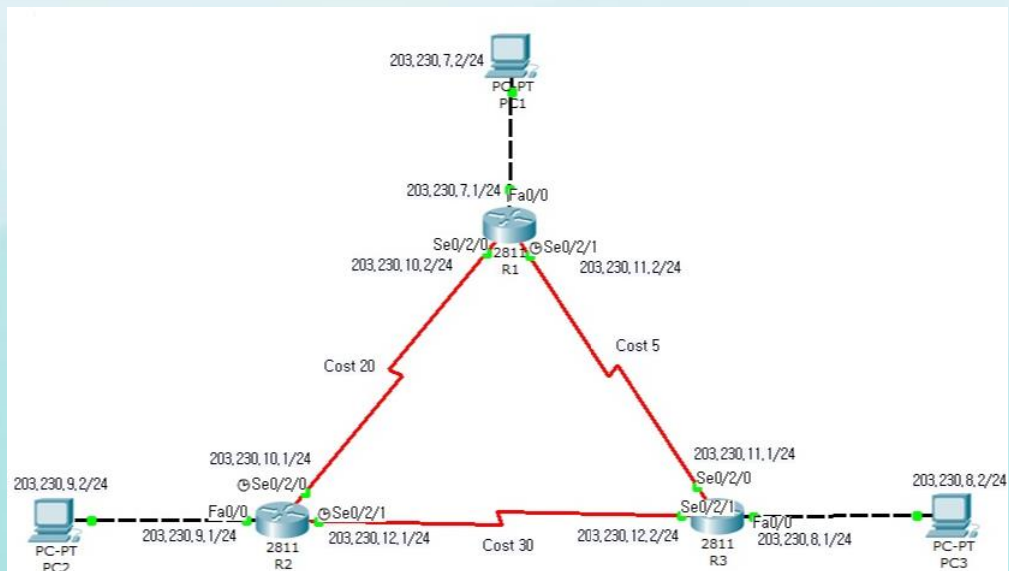 203,230,7,2/24
PC-PT
PC1
203,230,7,1/24
Fa0/0
Se0/2/0
Se0/2/1
2811
R1
203,230,10,2/24
203,230,11,2/24
Cost 20
Cost 5
203,230,10,1/24
203,230,11,1/24
203,230,9,2/24
Se0/2/0
Se0/2/0
203,230,8,2/24
Fa0/0
Se0/2/1
Se0/2/1
Fa0/0
203,230,9,1/24
203,230,12,1/24
203,230,12,2/24
203,230,8,1/24
PC-PT
PC2
2811
R2
Cost 30
2811
R3
PC-PT
PC3